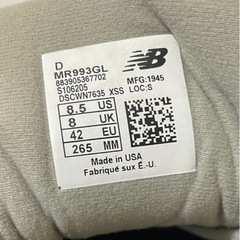 D
MR993GL
883905367702
S106205
DSCWN7635 XSS
NB
MFG:1945
LOC:S
8.5 US
8 UK
42 EU
265 MM
Made in USA
Fabriqué aux É.-U.